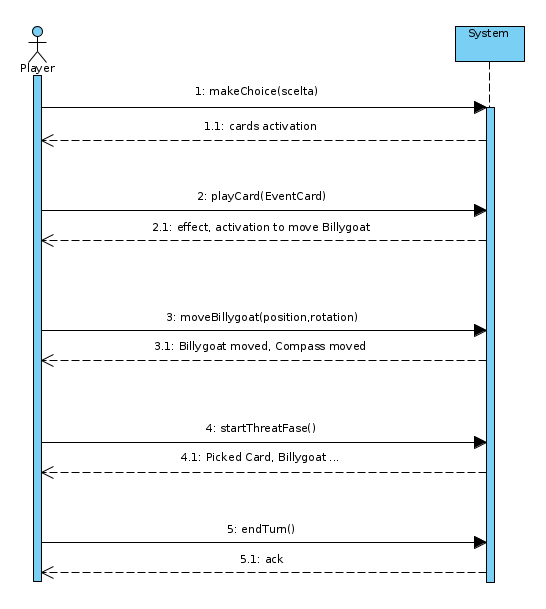 System
Player
1: makeChoice(scelta)
1.1: cards activation
2: playCard(EventCard)
2.1: effect, activation to move Billygoat
3: moveBillygoat(position,rotation)
3.1: Billygoat moved, Compass moved
4: startThreatFase()
4.1: Picked Card, Billygoat ...
5: endTurn()
5.1: ack